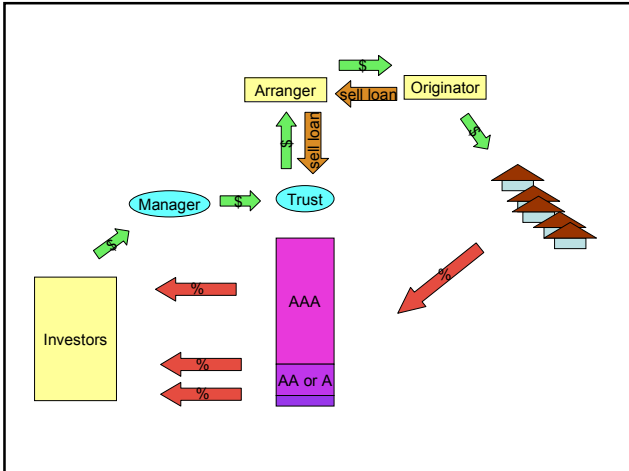 $
Arranger
sell loan
Originator
$
sell loan
$
Manager
$
Trust
$
%
%
AAA
Investors
%
AA or A
%